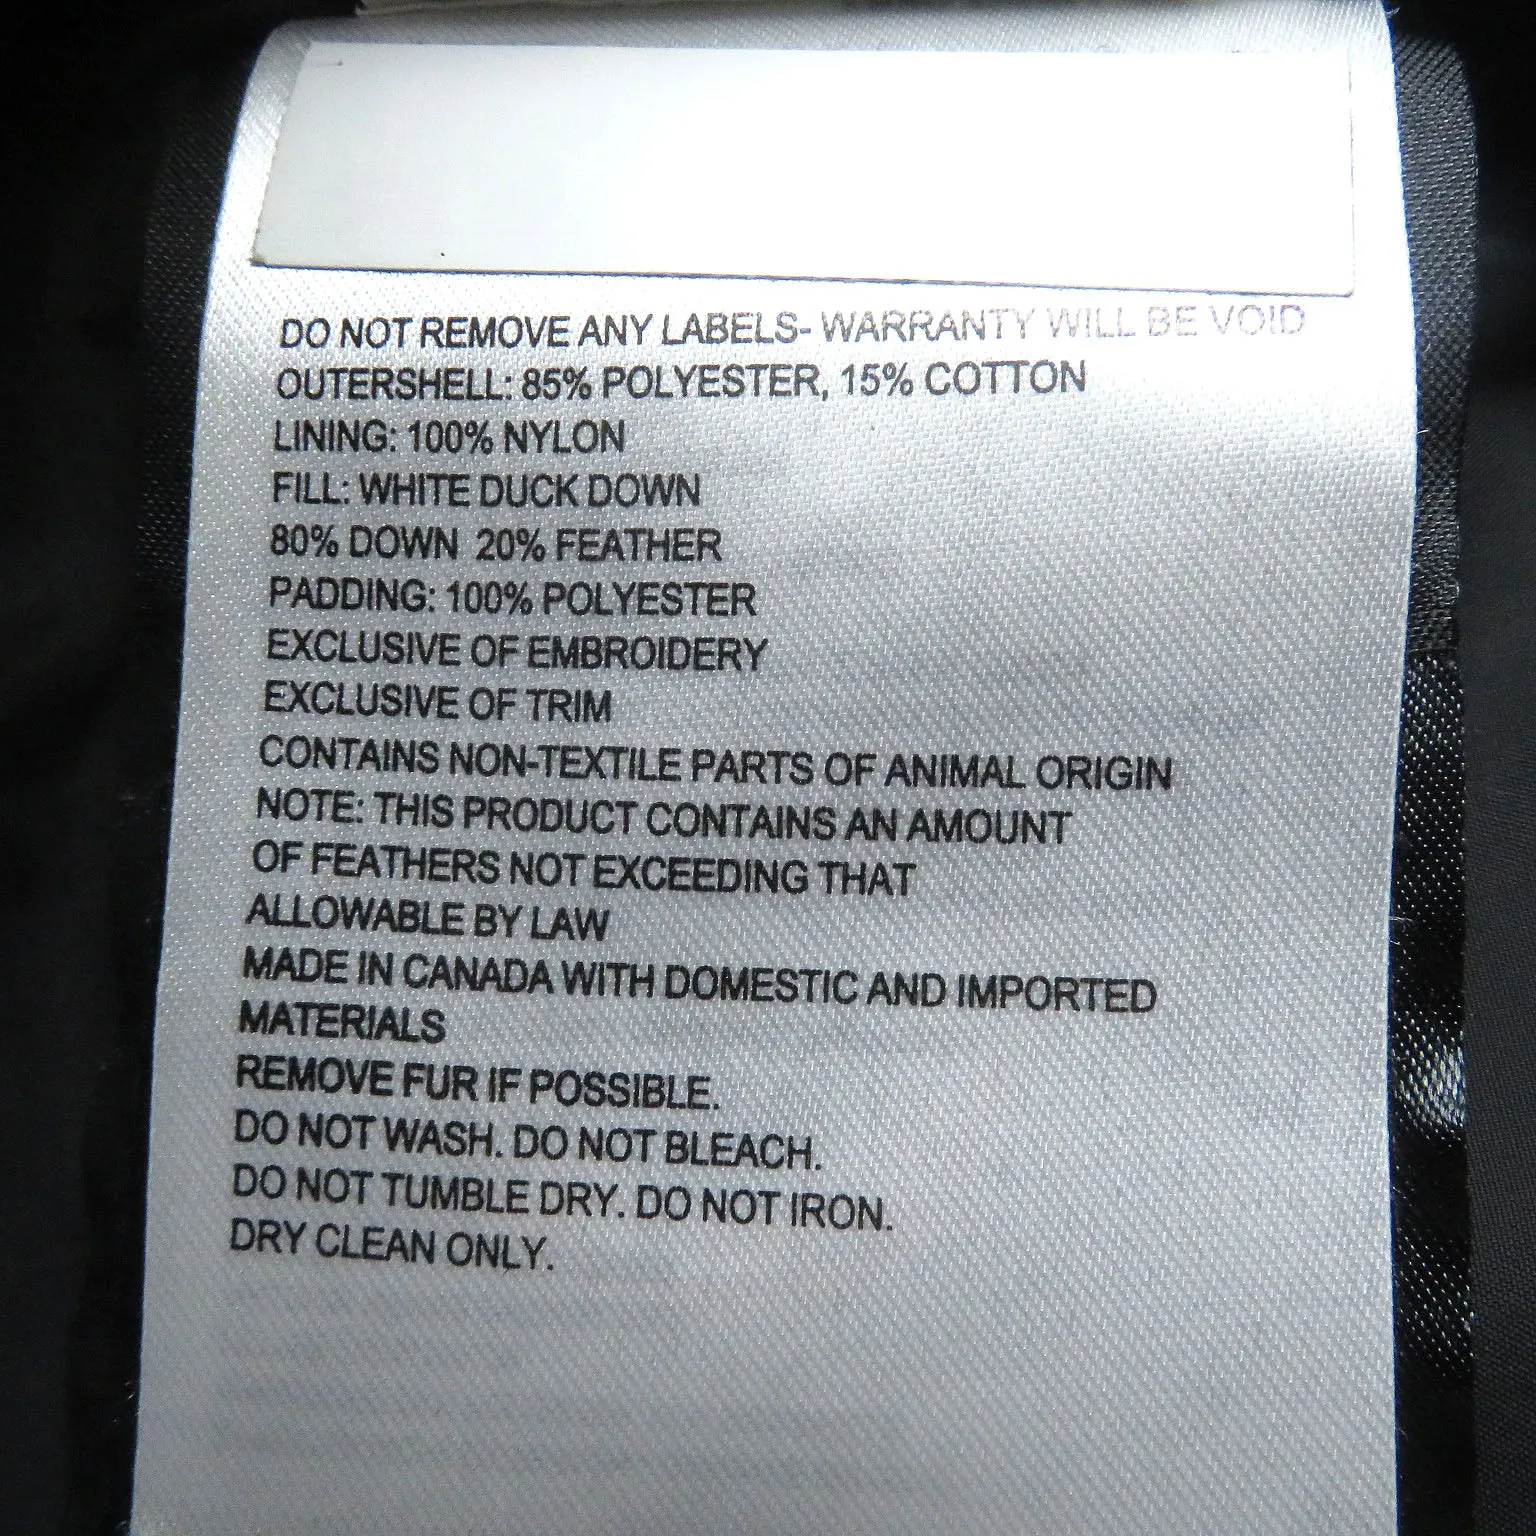 DO NOT REMOVE ANY LABELS- WARRANTY WILL BE VOID
OUTERSHELL: 85% POLYESTER, 15% COTTON
LINING: 100% NYLON
FILL: WHITE DUCK DOWN
80% DOWN 20% FEATHER
PADDING: 100% POLYESTER
EXCLUSIVE OF EMBROIDERY
EXCLUSIVE OF TRIM
CONTAINS NON-TEXTILE PARTS OF ANIMAL ORIGIN
NOTE: THIS PRODUCT CONTAINS AN AMOUNT
OF FEATHERS NOT EXCEEDING THAT
ALLOWABLE BY LAW
MADE IN CANADA WITH DOMESTIC AND IMPORTED
MATERIALS
REMOVE FUR IF POSSIBLE.
DO NOT WASH. DO NOT BLEACH.
DO NOT TUMBLE DRY. DO NOT IRON.
DRY CLEAN ONLY.